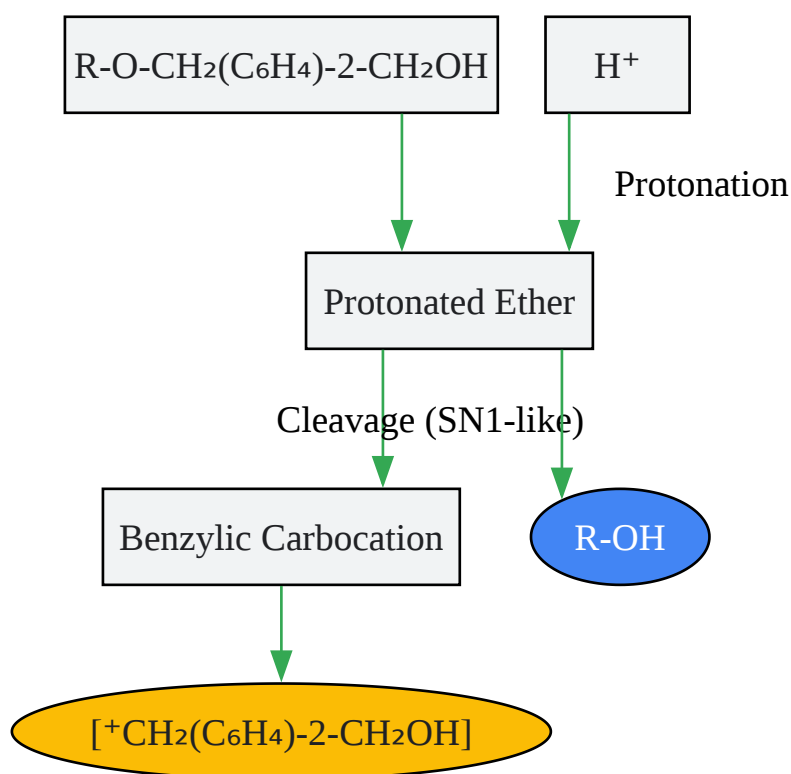 R-O-CH₂(C₆H₄)-2-CH₂OH
H⁺
Protonation
Protonated Ether
Cleavage (SN1-like)
Benzylic Carbocation
R-OH
[⁺CH₂(C₆H₄)-2-CH₂OH]